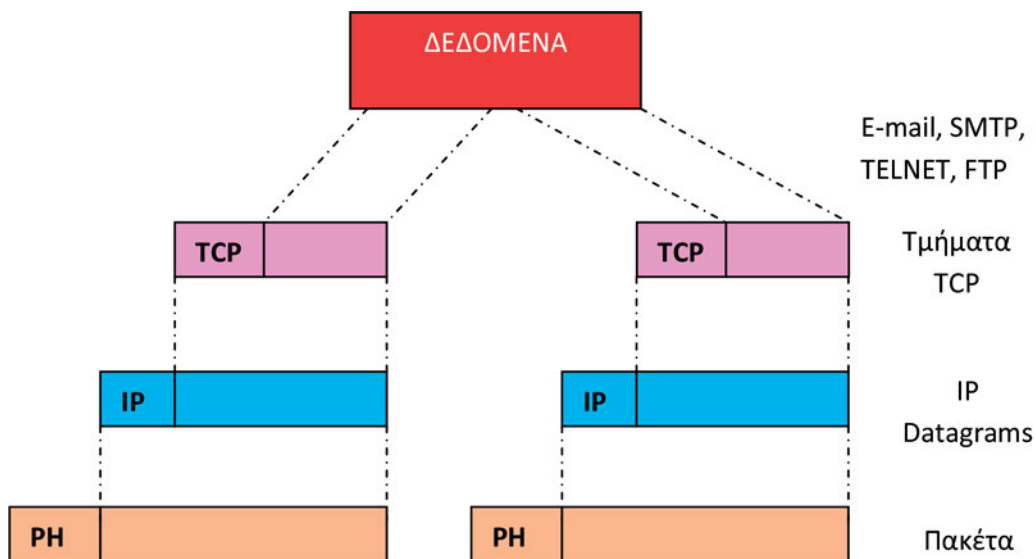 ΔΕΔΟΜΕΝΑ
E-mail, SMTP,
TELNET, FTP
TCP
TCP
Τμήματα
TCP
IP
IP
IP
Datagrams
PH
PH
Πακέτα